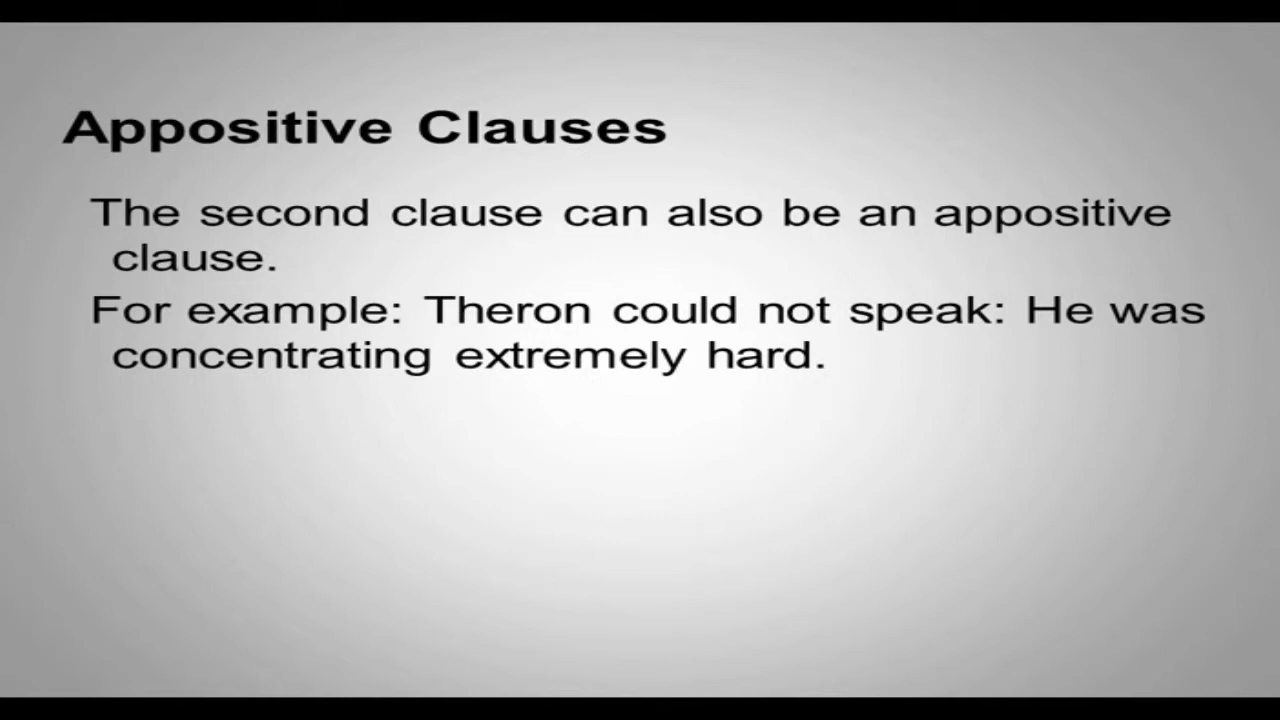 Appositive Clauses
The second clause can also be an appositive
clause.
For example: Theron could not speak: He was
concentrating extremely hard.